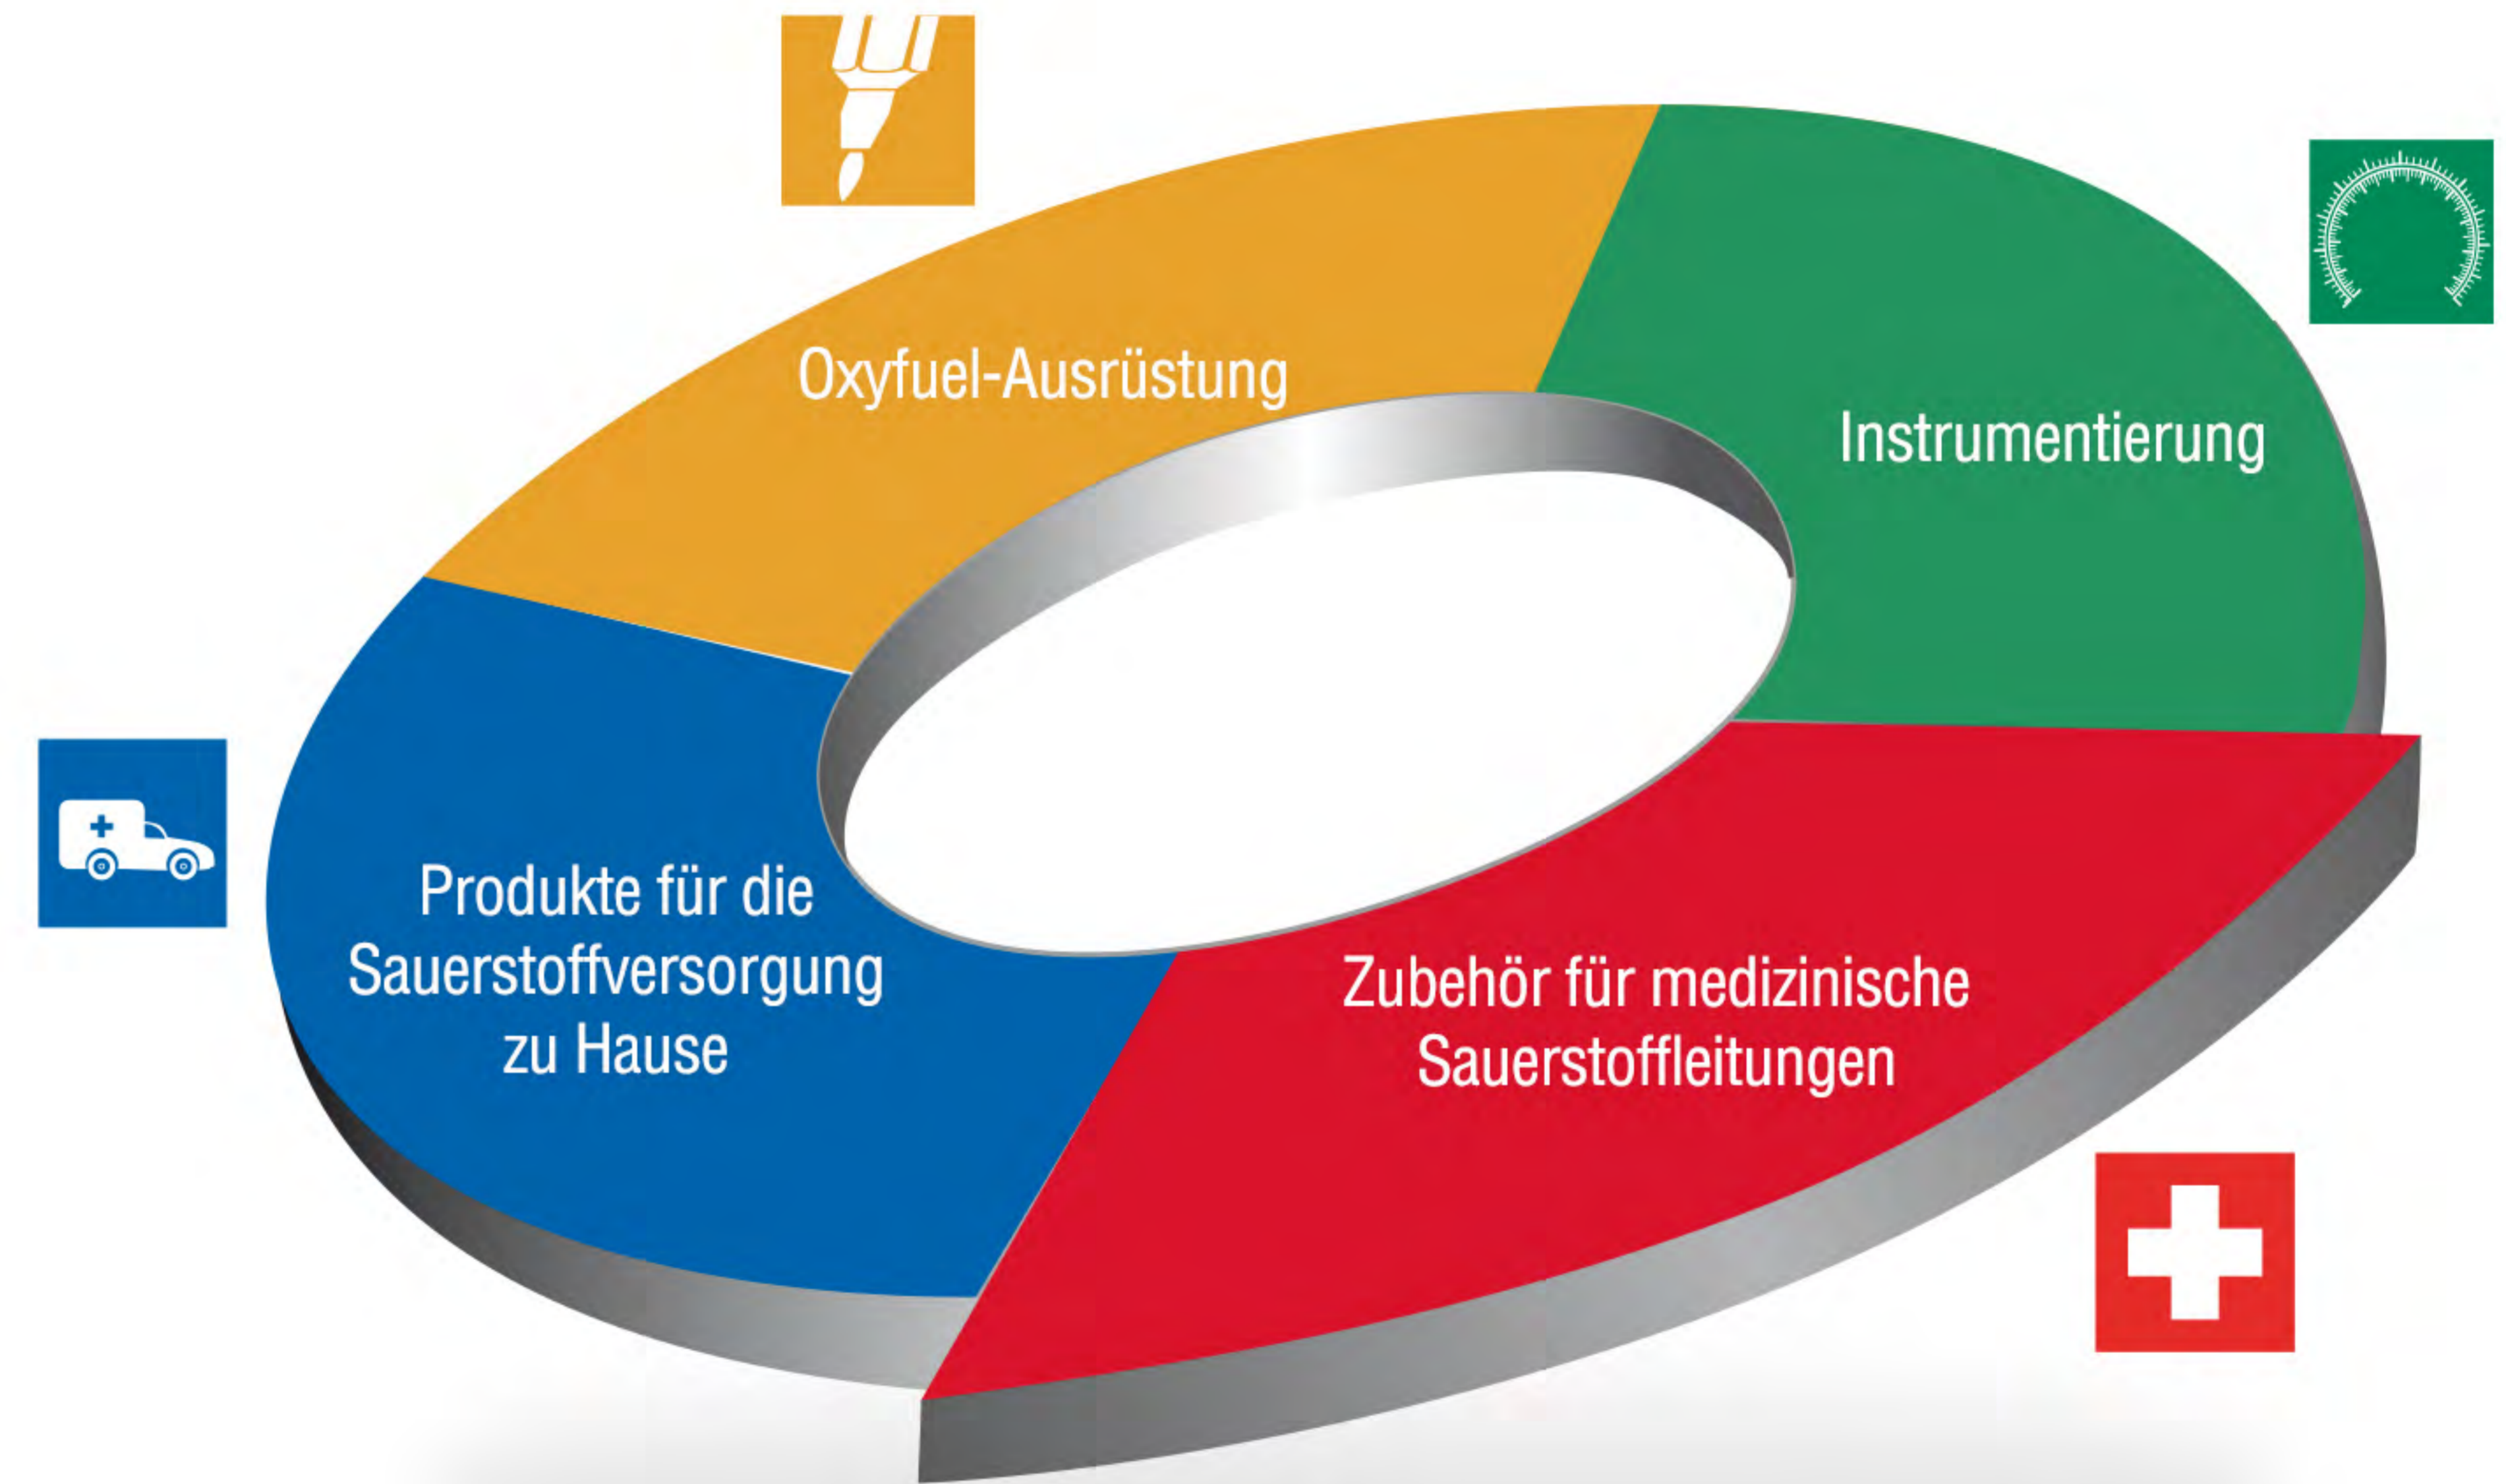 Oxyfuel-Ausrüstung
Instrumentierung
Produkte für die
Sauerstoffversorgung
zu Hause
Zubehör für medizinische
Sauerstoffleitungen